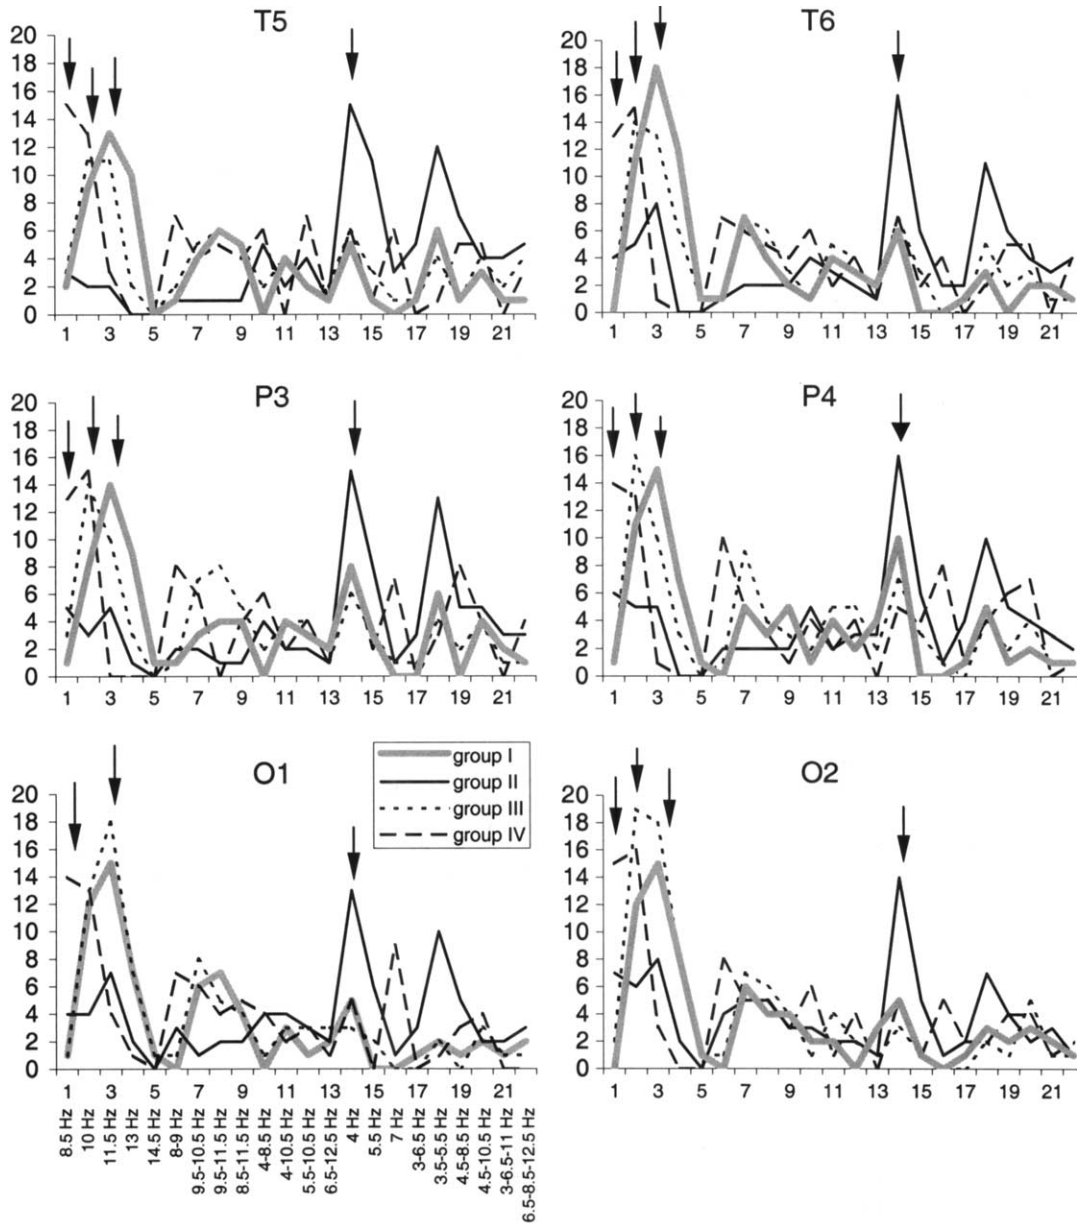 T5
20
18
16
14
12
10
8
6
4
2
0
1 3 5 7 9 11 13 15 17 19 21
T6
20
18
16
14
12
10
8
6
4
2
0
1 3 5 7 9 11 13 15 17 19 21
P3
20
18
16
14
12
10
8
6
4
2
0
1 3 5 7 9 11 13 15 17 19 21
P4
20
18
16
14
12
10
8
6
4
2
0
1 3 5 7 9 11 13 15 17 19 21
group I
group II
group III
group IV
O1
20
18
16
14
12
10
8
6
4
2
0
1 3 5 7 9 11 13 15 17 19 21
8.5 Hz
10 Hz
11.5 Hz
13 Hz
14.5 Hz
8-9 Hz
9.5-10.5 Hz
9.5-11.5 Hz
8.5-11.5 Hz
4-8.5 Hz
4-10.5 Hz
5.5-10.5 Hz
6.5-12.5 Hz
4 Hz
5.5 Hz
7 Hz
3-6.5 Hz
3.5-5.5 Hz
4.5-8.5 Hz
4.5-10.5 Hz
3-6.5-11 Hz
6.5-8.5-12.5 Hz
O2
20
18
16
14
12
10
8
6
4
2
0
1 3 5 7 9 11 13 15 17 19 21